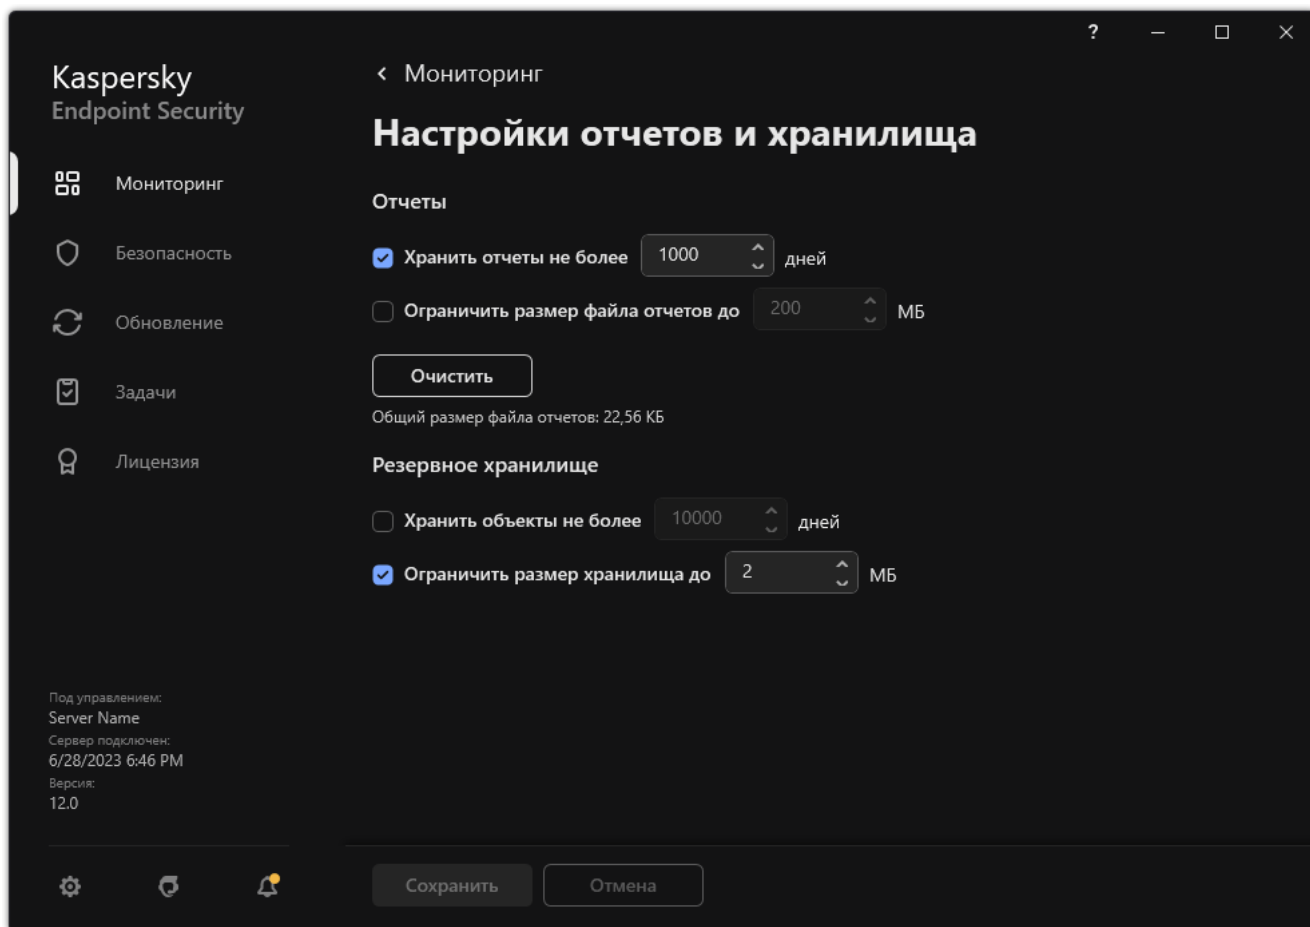 ?
Kaspersky
Endpoint Security
Мониторинг
Безопасность
Обновление
Задачи
Лицензия
Под управлением:
Server Name
Сервер подключен:
6/28/2023 6:46 PM
Версия:
12.0
Мониторинг
Настройки отчетов и хранилища
Отчеты
Хранить отчеты не более 1000 дней
Ограничить размер файла отчетов до 200 МБ
Очистить
Общий размер файла отчетов: 22,56 КБ
Резервное хранилище
Хранить объекты не более 10000 дней
Ограничить размер хранилища до 2 МБ
Сохранить Отмена